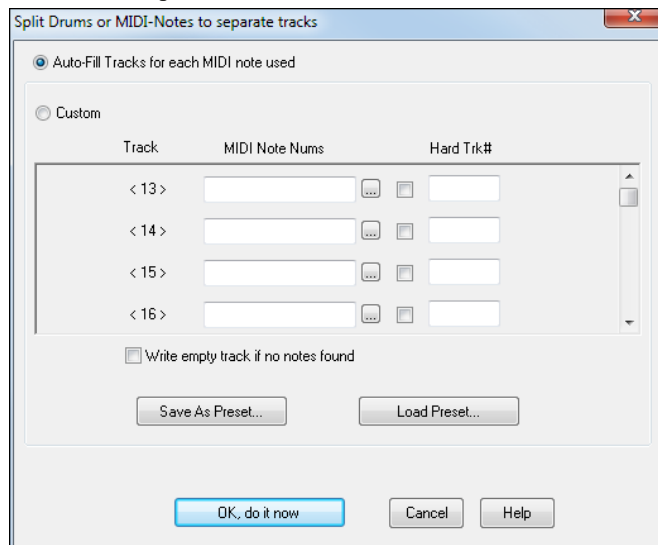 Split Drums or MIDI-Notes to separate tracks
Auto-Fill Tracks for each MIDI note used
Custom
Track MIDI Note Nums Hard Trk#
< 13 > ...
< 14 > ...
< 15 > ...
< 16 > ...
Write empty track if no notes found
Save As Preset... Load Preset...
OK, do it now Cancel Help